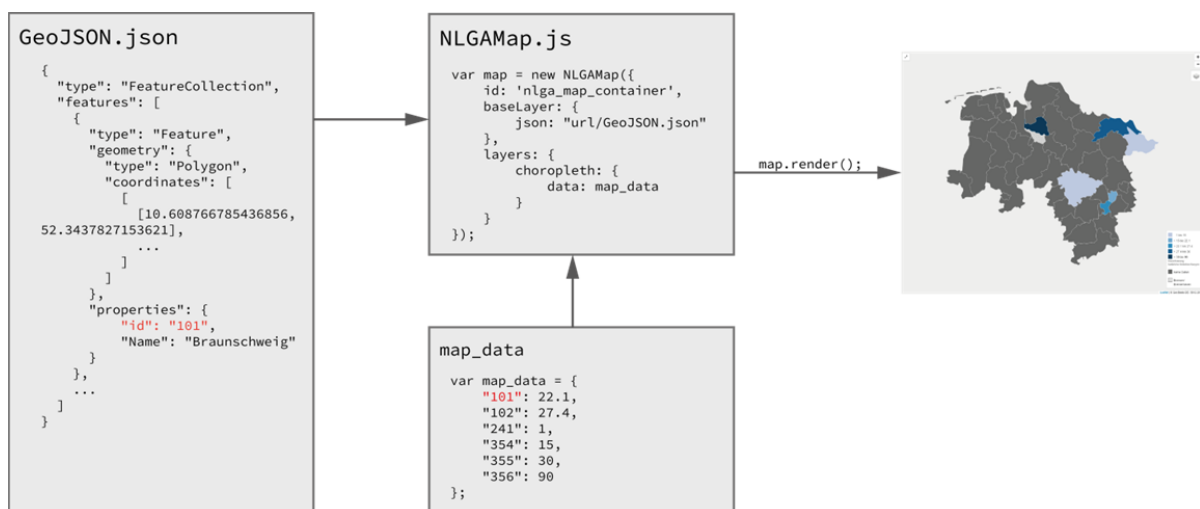 GeoJSON.json
{
"type": "FeatureCollection",
"features": [
{
"type": "Feature",
"geometry": {
"type": "Polygon",
"coordinates": [
[
[10.608766785436856,
52.3437827153621],
...
]
]
},
"properties": {
"id": "101",
"Name": "Braunschweig"
}
},
...
]
}
NLGAMap.js
var map = new NLGAMap({
id: 'nlga_map_container',
baseLayer: {
json: "url/GeoJSON.json"
},
layers: {
choropleth: {
data: map_data
}
}
});
map.render();
map_data
var map_data = {
"101": 22.1,
"102": 27.4,
"241": 1,
"354": 15,
"355": 30,
"356": 90
};